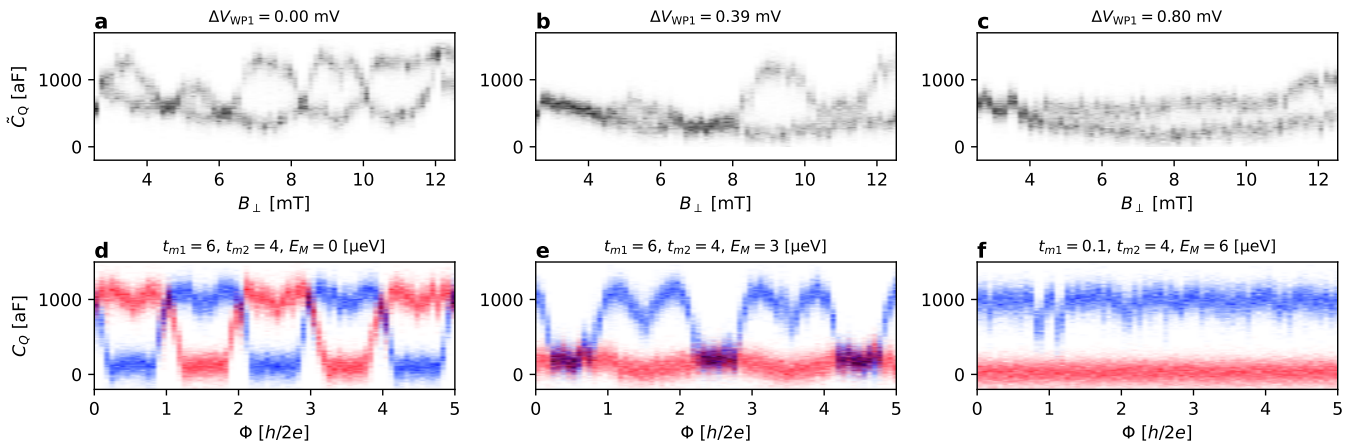 a ΔV_WP1 = 0.00 mV
b ΔV_WP1 = 0.39 mV
c ΔV_WP1 = 0.80 mV
C̃_Q [aF]
1000
0
4 6 8 10 12
B_⊥ [mT]
1000
0
4 6 8 10 12
B_⊥ [mT]
1000
0
4 6 8 10 12
B_⊥ [mT]
d t_m1 = 6, t_m2 = 4, E_M = 0 [μeV]
e t_m1 = 6, t_m2 = 4, E_M = 3 [μeV]
f t_m1 = 0.1, t_m2 = 4, E_M = 6 [μeV]
C_Q [aF]
1000
0
0 1 2 3 4 5
Φ [h/2e]
1000
0
0 1 2 3 4 5
Φ [h/2e]
1000
0
0 1 2 3 4 5
Φ [h/2e]